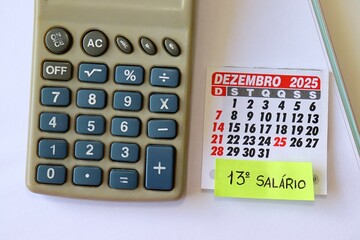 ON/C CE AC
OFF √ % ÷
7 8 9 X
4 5 6 −
1 2 3 +
0 . =
DEZEMBRO 2025
D S T Q Q S S
1 2 3 4 5 6
7 8 9 10 11 12 13
14 15 16 17 18 19 20
21 22 23 24 25 26 27
28 29 30 31
13º SALÁRIO